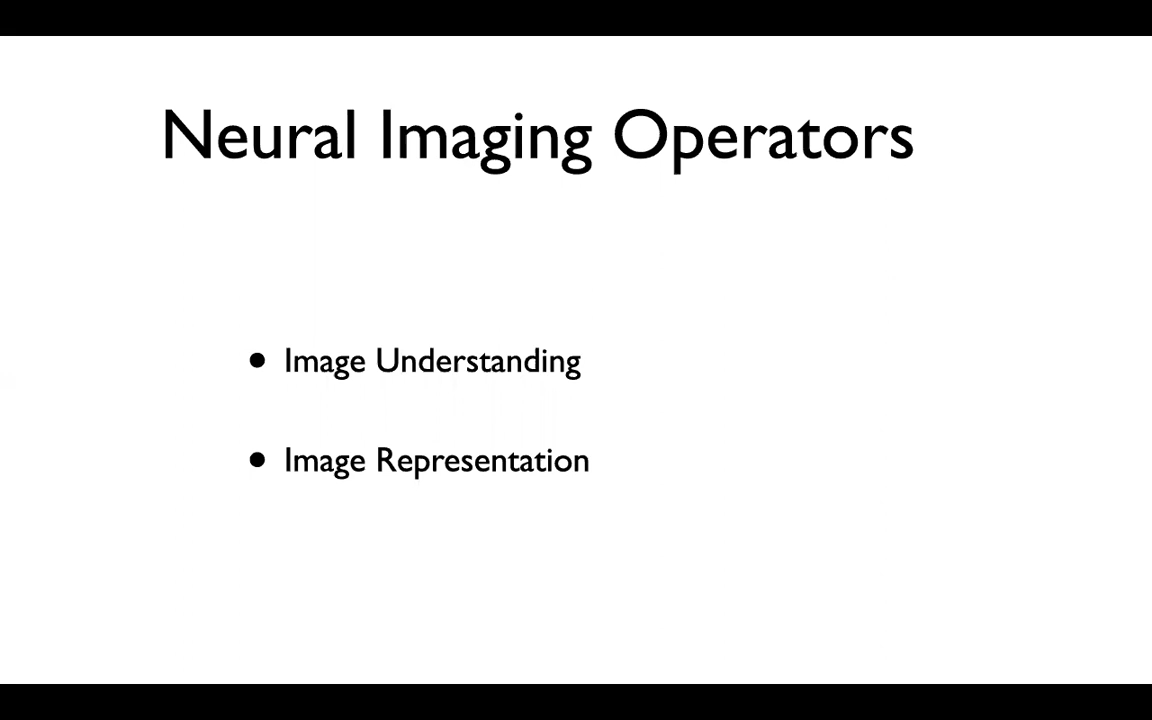 Neural Imaging Operators
• Image Understanding
• Image Representation